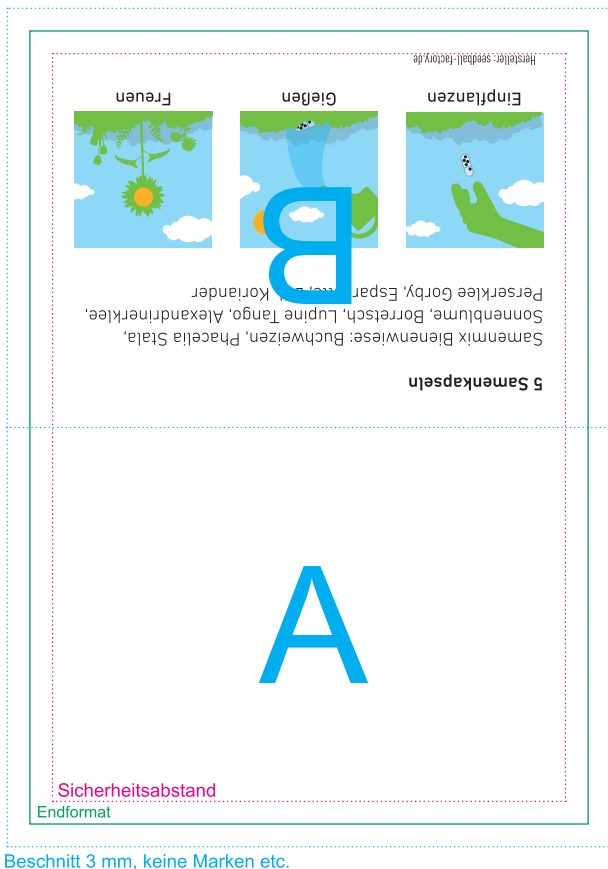 5 Samenkapseln
Samenmix Bienenwiese: Buchweizen, Phacelia Stala,
Sonnenblume, Borretsch, Lupine Tango, Alexandrinerklee,
Perserklee Gorby, Koriander
B
Einpflanzen
Gießen
Freuen
Hersteller: seedball-factory.de
A
Sicherheitsabstand
Endformat
Beschnitt 3 mm, keine Marken etc.